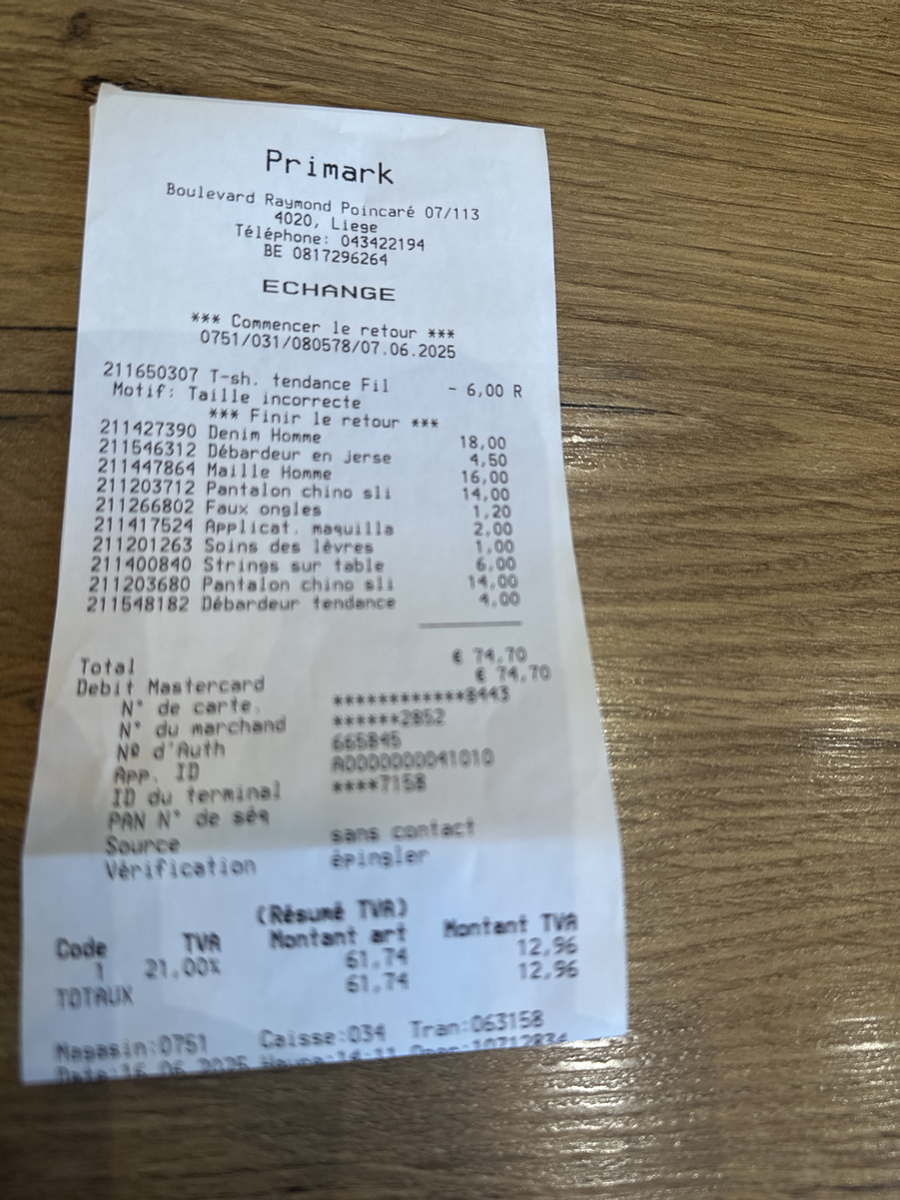 Primark
Boulevard Raymond Poincaré 07/113
4020, Liege
Téléphone: 043422194
BE 0817296264
ECHANGE
*** Commencer le retour ***
0751/031/080578/07.06.2025
211650307 T-sh. tendance Fil - 6,00 R
Motif: Taille incorrecte
*** Finir le retour ***
211427390 Denim Homme 18,00
211546312 Débardeur en jerse 4,50
211447864 Maille Homme 16,00
211203712 Pantalon chino sli 14,00
211266802 Faux ongles 1,20
211417524 Applicat. maquilla 2,00
211201263 Soins des lèvres 1,00
211400840 Strings sur table 6,00
211203680 Pantalon chino sli 14,00
211548182 Débardeur tendance 4,00
Total € 74,70
Debit Mastercard € 74,70
N° de carte. ************8443
N° du marchand ******2852
Nº d'Auth 665845
App. ID A0000000041010
ID du terminal ****7158
PAN N° de séq
Source sans contact
Vérification épingler
(Résumé TVA)
Code TVA Montant art Montant TVA
1 21,00% 61,74 12,96
TOTAUX 61,74 12,96
Magasin:0751 Caisse:034 Tran:063158
Date:16.06.2025 Heure:14:11